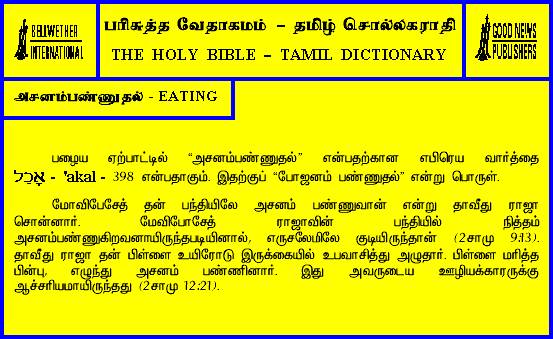 BELLWETHER
INTERNATIONAL
பரிசுத்த வேதாகமம் – தமிழ் சொல்லகராதி
THE HOLY BIBLE – TAMIL DICTIONARY
GOOD NEWS
PUBLISHERS
அசனம்பண்ணுதல் - EATING
பழைய ஏற்பாட்டில் “அசனம்பண்ணுதல்” என்பதற்கான எபிரெய வார்த்தை
אָכַל - 'akal - 398 என்பதாகும். இதற்குப் “போஜனம் பண்ணுதல்” என்று பொருள்.
மோவிபேசேத் தன் பந்தியிலே அசனம் பண்ணுவான் என்று தாவீது ராஜா
சொன்னார். மேவிபோசேத் ராஜாவின் பந்தியில் நித்தம்
அசனம்பண்ணுகிறவனாயிருந்தபடியினால், எருசலேமிலே குடியிருந்தான் (2சாமு 9:13).
தாவீது ராஜா தன் பிள்ளை உயிரோடு இருக்கையில் உபவாசித்து அழுதார். பிள்ளை மரித்த
பின்பு, எழுந்து அசனம் பண்ணினார். இது அவருடைய ஊழியக்காரருக்கு
ஆச்சரியமாயிருந்தது (2சாமு 12:21).